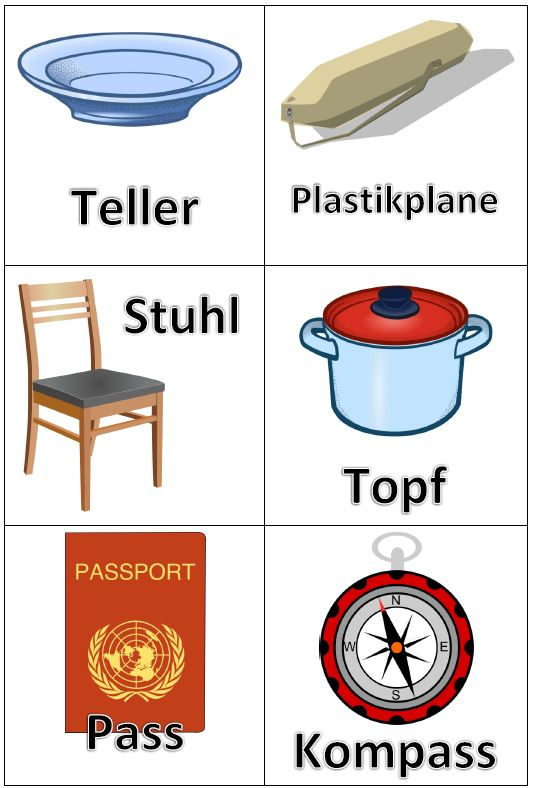 Teller
Plastikplane
Stuhl
Topf
PASSPORT
Pass
N
W E
S
Kompass